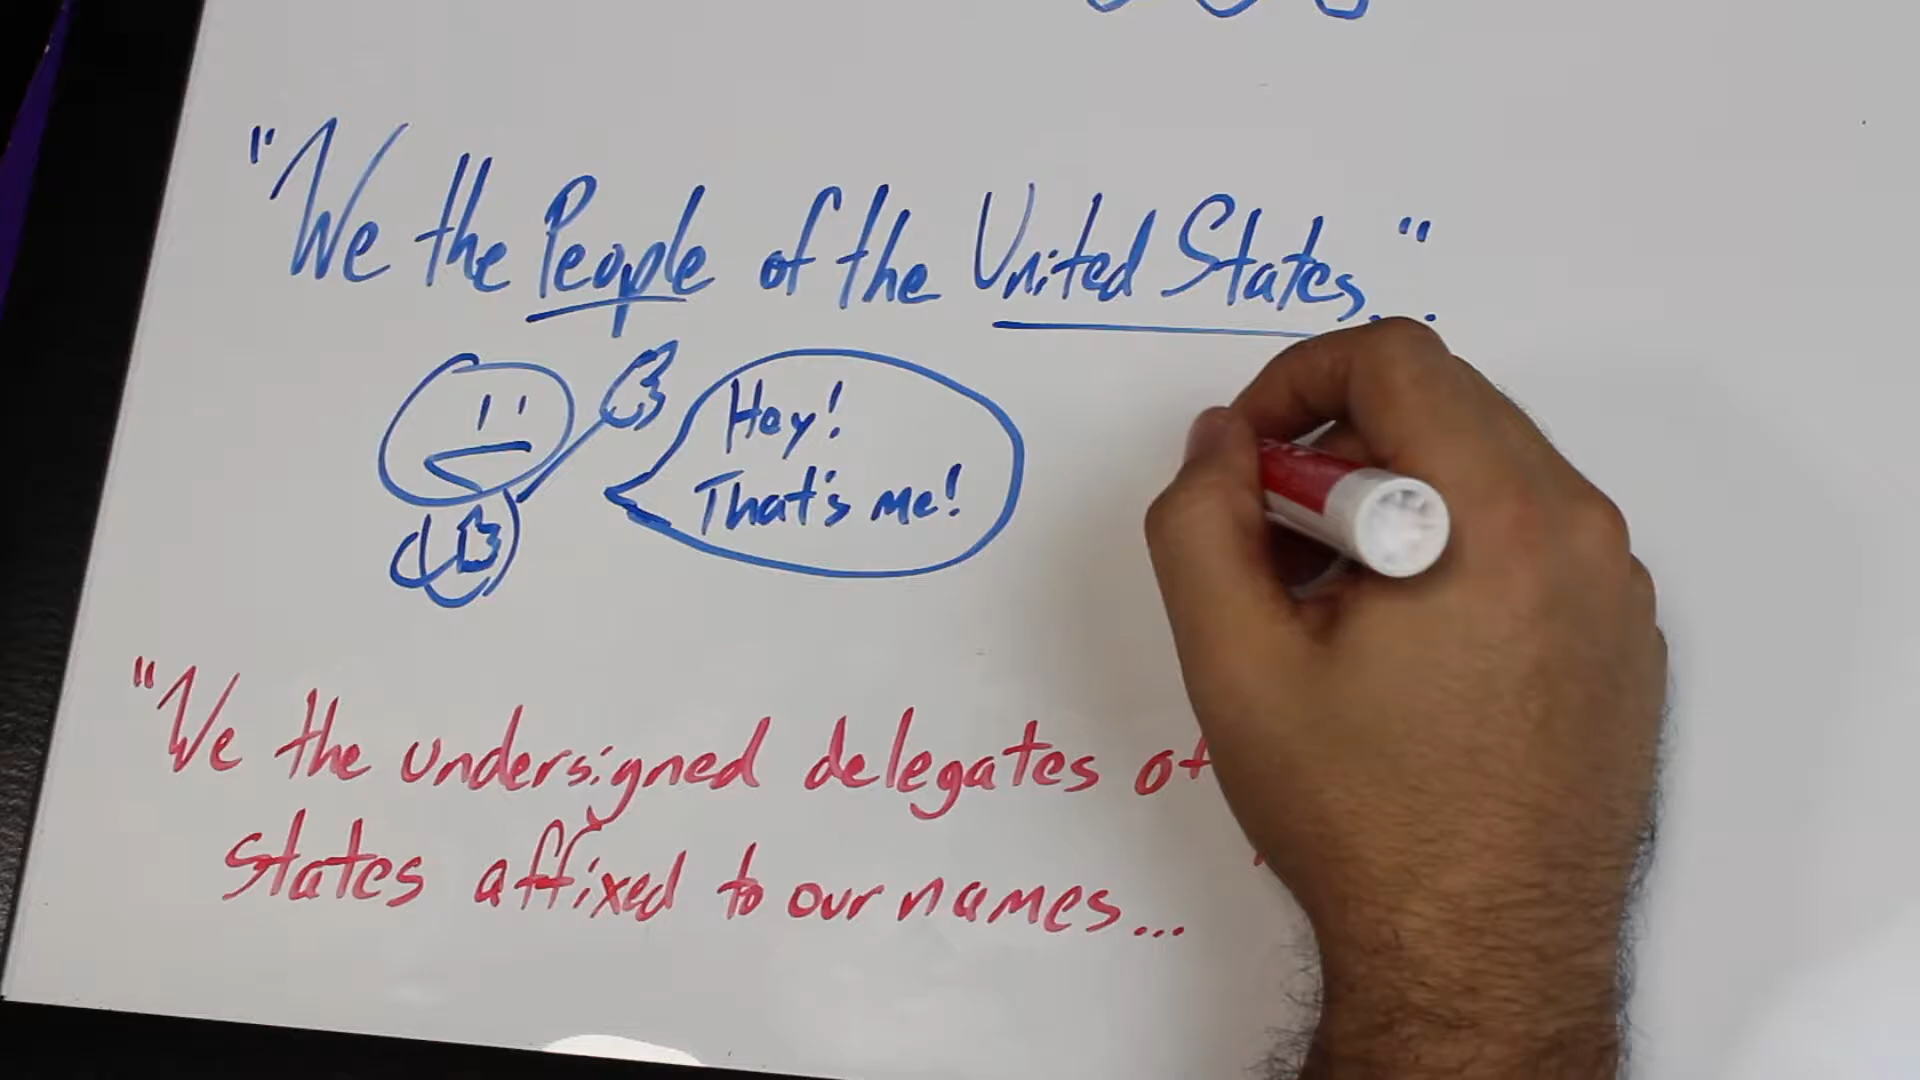 "We the People of the United States..."
Hey!
That's me!
"We the undersigned delegates of
states affixed to our names...